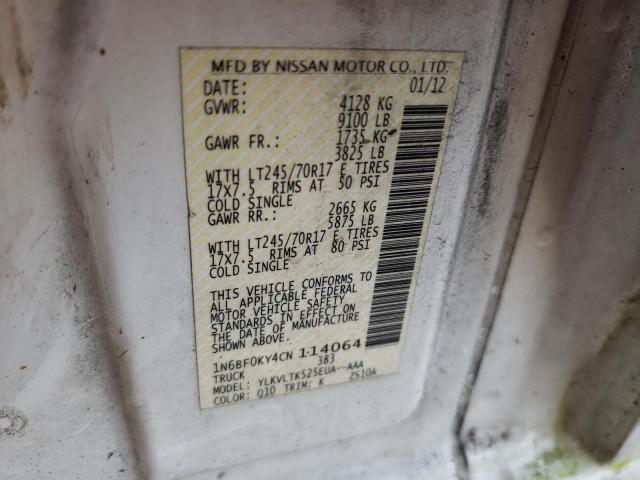 MFD BY NISSAN MOTOR CO., LTD.
DATE: 01/12
GVWR: 4128 KG
9100 LB
GAWR FR.: 1735 KG
3825 LB
WITH LT245/70R17 E TIRES
17X7.5 RIMS AT 50 PSI
COLD SINGLE
GAWR RR.: 2665 KG
5875 LB
WITH LT245/70R17 E TIRES
17X7.5 RIMS AT 80 PSI
COLD SINGLE
THIS VEHICLE CONFORMS TO
ALL APPLICABLE FEDERAL
MOTOR VEHICLE SAFETY
STANDARDS IN EFFECT ON
THE DATE OF MANUFACTURE
SHOWN ABOVE.
1N6BF0KY4CN 114064
TRUCK 383
MODEL: YLKVLTK525EUA--AAA
COLOR: Q10 TRIM: K 2510A